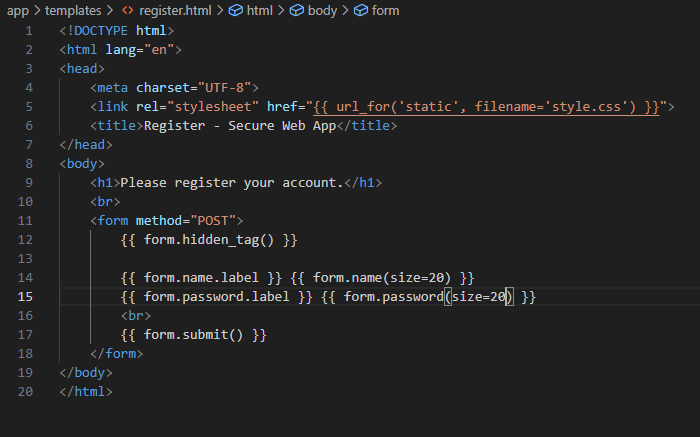 app > templates > <> register.html > html > body > form
1 <!DOCTYPE html>
2 <html lang="en">
3 <head>
4     <meta charset="UTF-8">
5     <link rel="stylesheet" href="{{ url_for('static', filename='style.css') }}">
6     <title>Register - Secure Web App</title>
7 </head>
8 <body>
9     <h1>Please register your account.</h1>
10     <br>
11     <form method="POST">
12         {{ form.hidden_tag() }}
13
14         {{ form.name.label }} {{ form.name(size=20) }}
15         {{ form.password.label }} {{ form.password(size=20) }}
16         <br>
17         {{ form.submit() }}
18     </form>
19 </body>
20 </html>